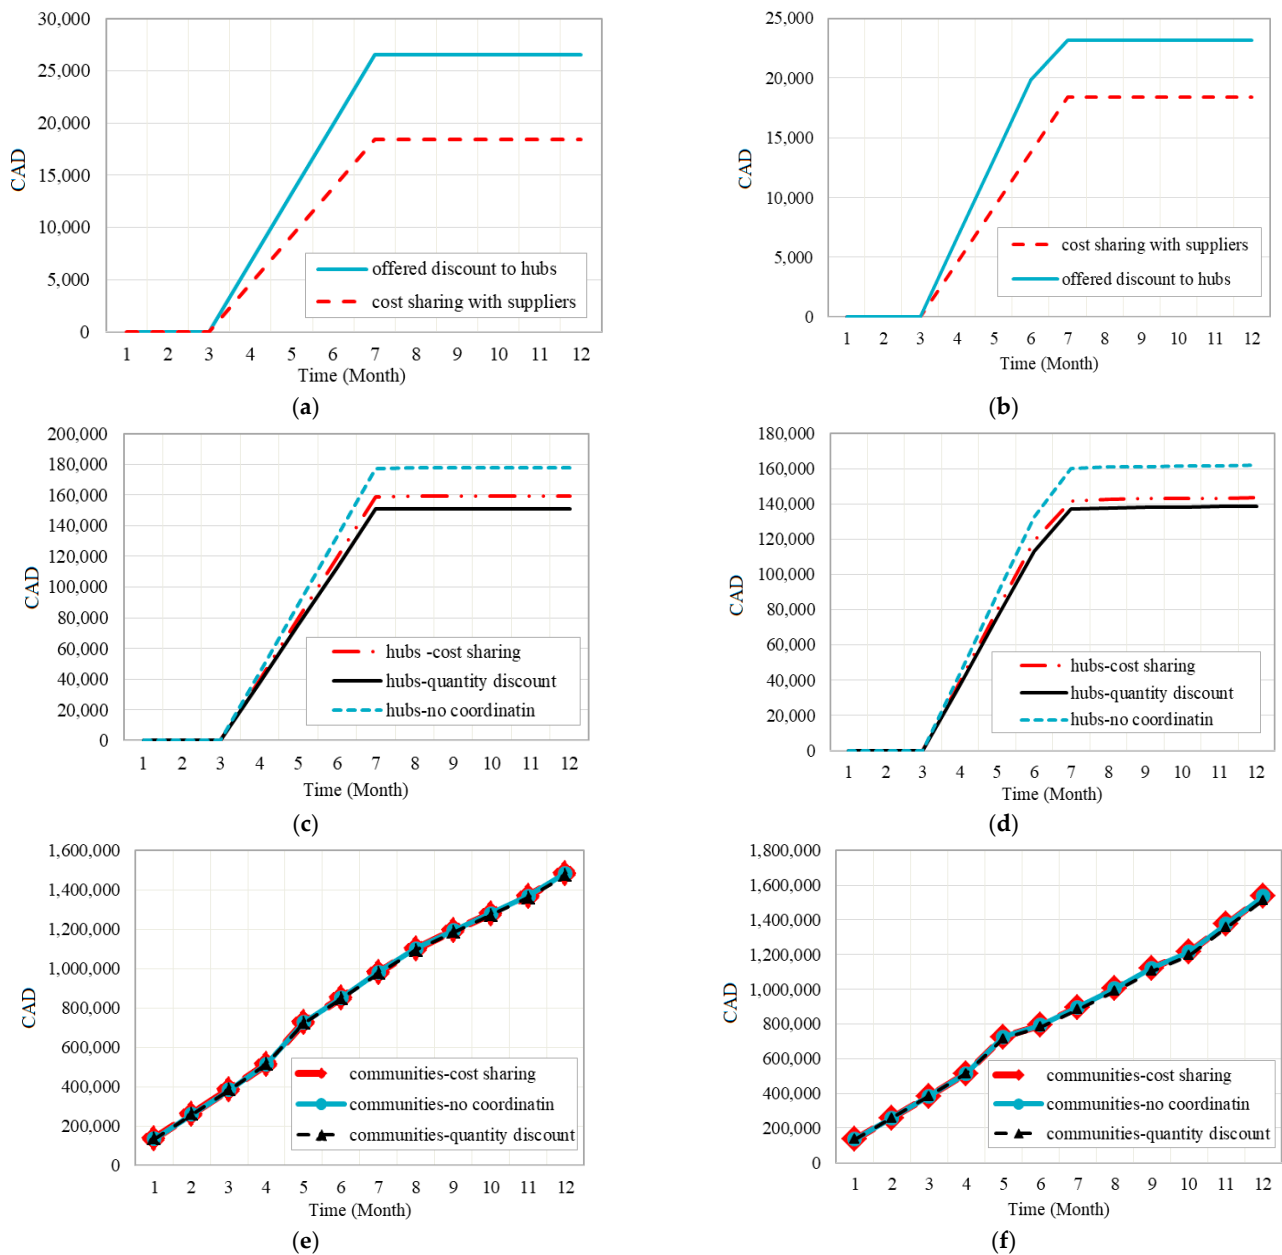 30,000
25,000
20,000
15,000
10,000
5,000
0
CAD
offered discount to hubs
cost sharing with suppliers
1 2 3 4 5 6 7 8 9 10 11 12
Time (Month)
(a)
25,000
20,000
15,000
10,000
5,000
0
CAD
cost sharing with suppliers
offered discount to hubs
1 2 3 4 5 6 7 8 9 10 11 12
Time (Month)
(b)
200,000
180,000
160,000
140,000
120,000
100,000
80,000
60,000
40,000
20,000
0
CAD
hubs -cost sharing
hubs-quantity discount
hubs-no coordinatin
1 2 3 4 5 6 7 8 9 10 11 12
Time (Month)
(c)
180,000
160,000
140,000
120,000
100,000
80,000
60,000
40,000
20,000
0
CAD
hubs-cost sharing
hubs-quantity discount
hubs-no coordinatin
1 2 3 4 5 6 7 8 9 10 11 12
Time (Month)
(d)
1,600,000
1,400,000
1,200,000
1,000,000
800,000
600,000
400,000
200,000
0
CAD
communities-cost sharing
communities-no coordinatin
communities-quantity discount
1 2 3 4 5 6 7 8 9 10 11 12
Time (Month)
(e)
1,800,000
1,600,000
1,400,000
1,200,000
1,000,000
800,000
600,000
400,000
200,000
0
CAD
communities-cost sharing
communities-no coordinatin
communities-quantity discount
1 2 3 4 5 6 7 8 9 10 11 12
Time (Month)
(f)